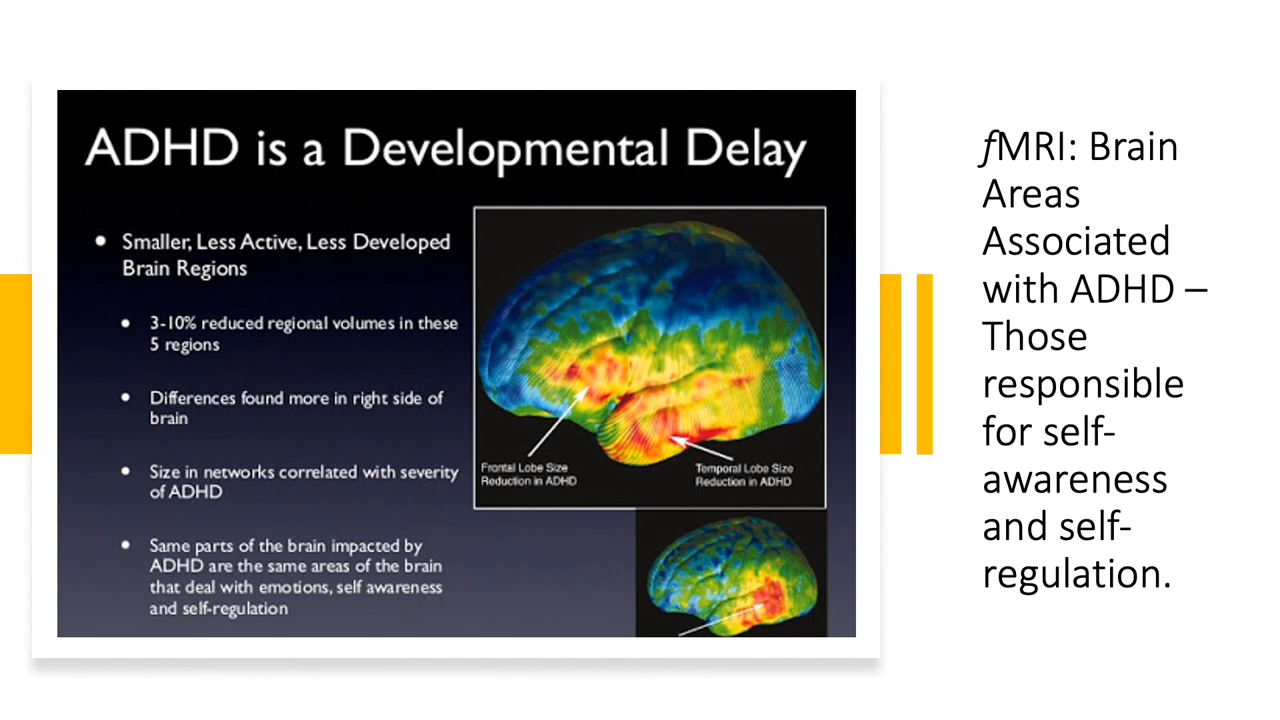 ADHD is a Developmental Delay
• Smaller, Less Active, Less Developed
Brain Regions
• 3-10% reduced regional volumes in these
5 regions
• Differences found more in right side of
brain
• Size in networks correlated with severity
of ADHD
• Same parts of the brain impacted by
ADHD are the same areas of the brain
that deal with emotions, self awareness
and self-regulation
Frontal Lobe Size
Reduction in ADHD
Temporal Lobe Size
Reduction in ADHD
fMRI: Brain
Areas
Associated
with ADHD –
Those
responsible
for self-
awareness
and self-
regulation.